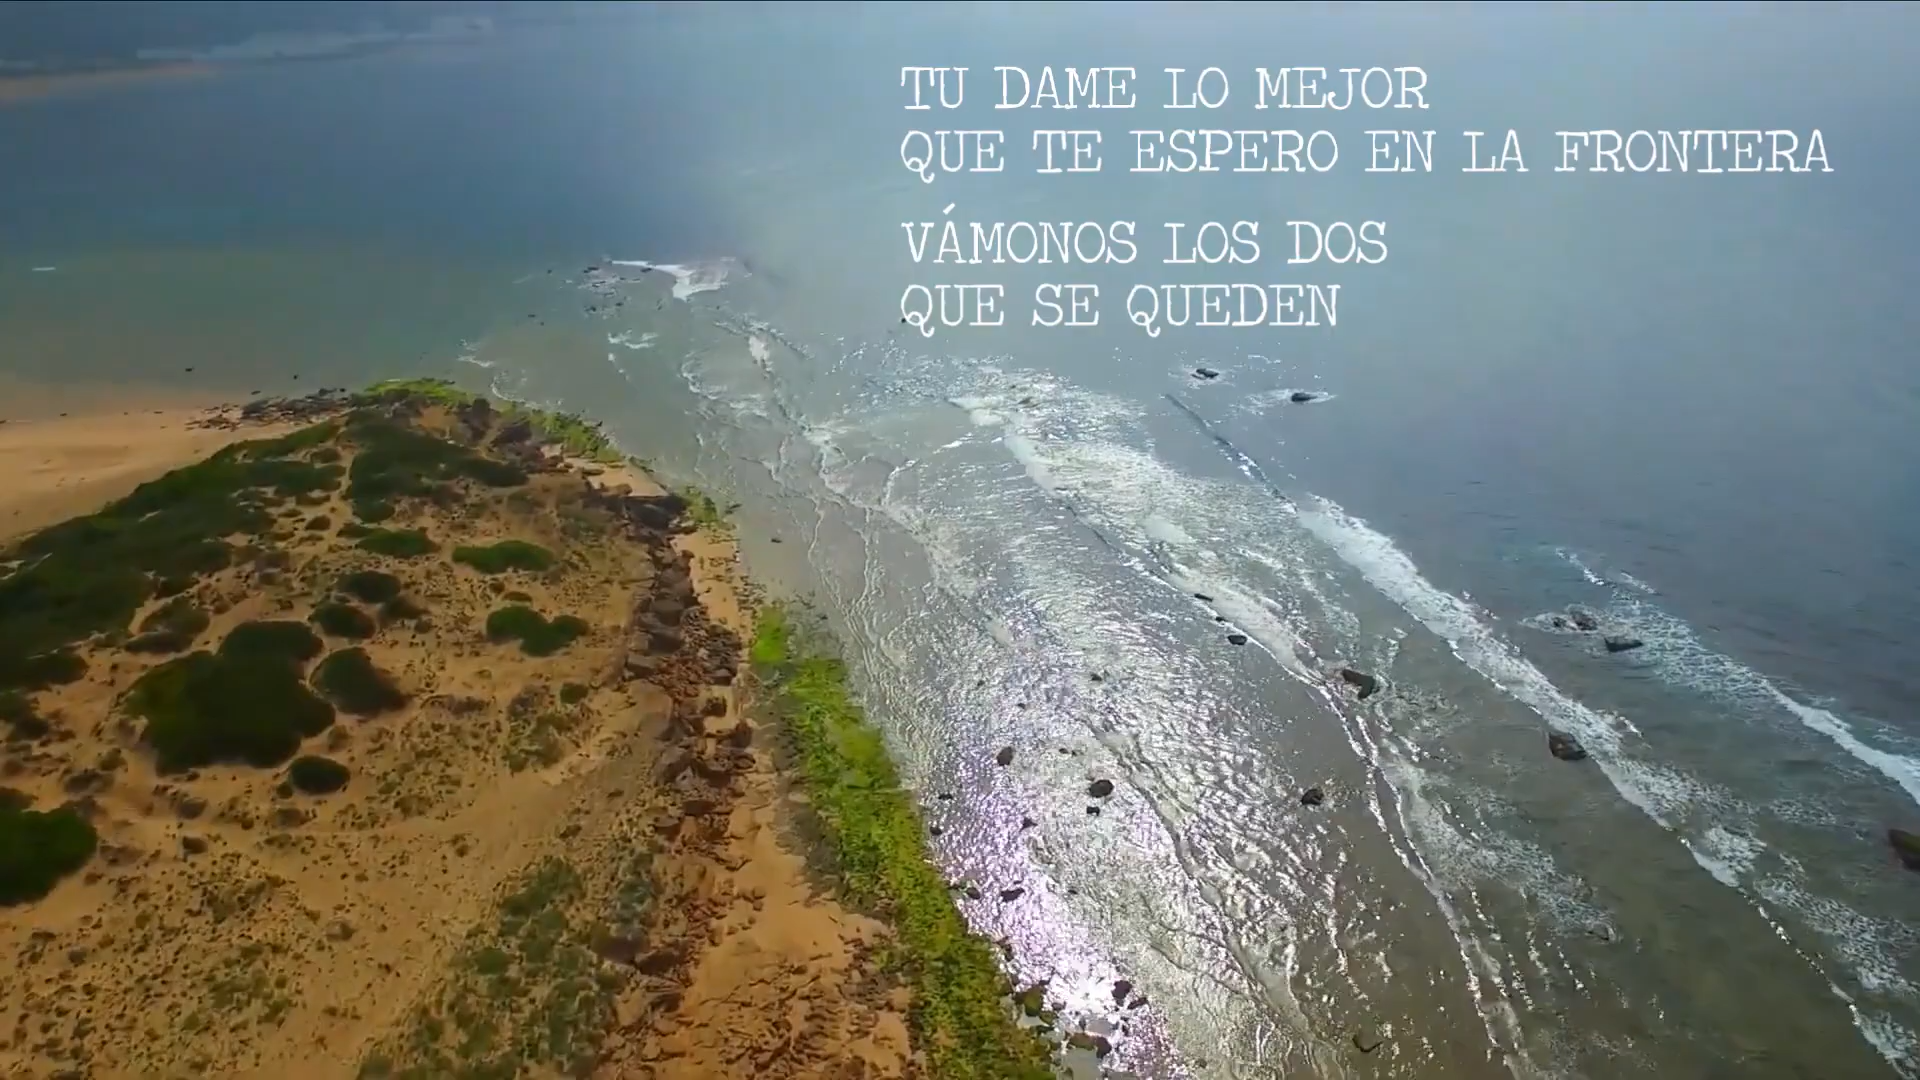 TU DAME LO MEJOR
QUE TE ESPERO EN LA FRONTERA
VÁMONOS LOS DOS
QUE SE QUEDEN